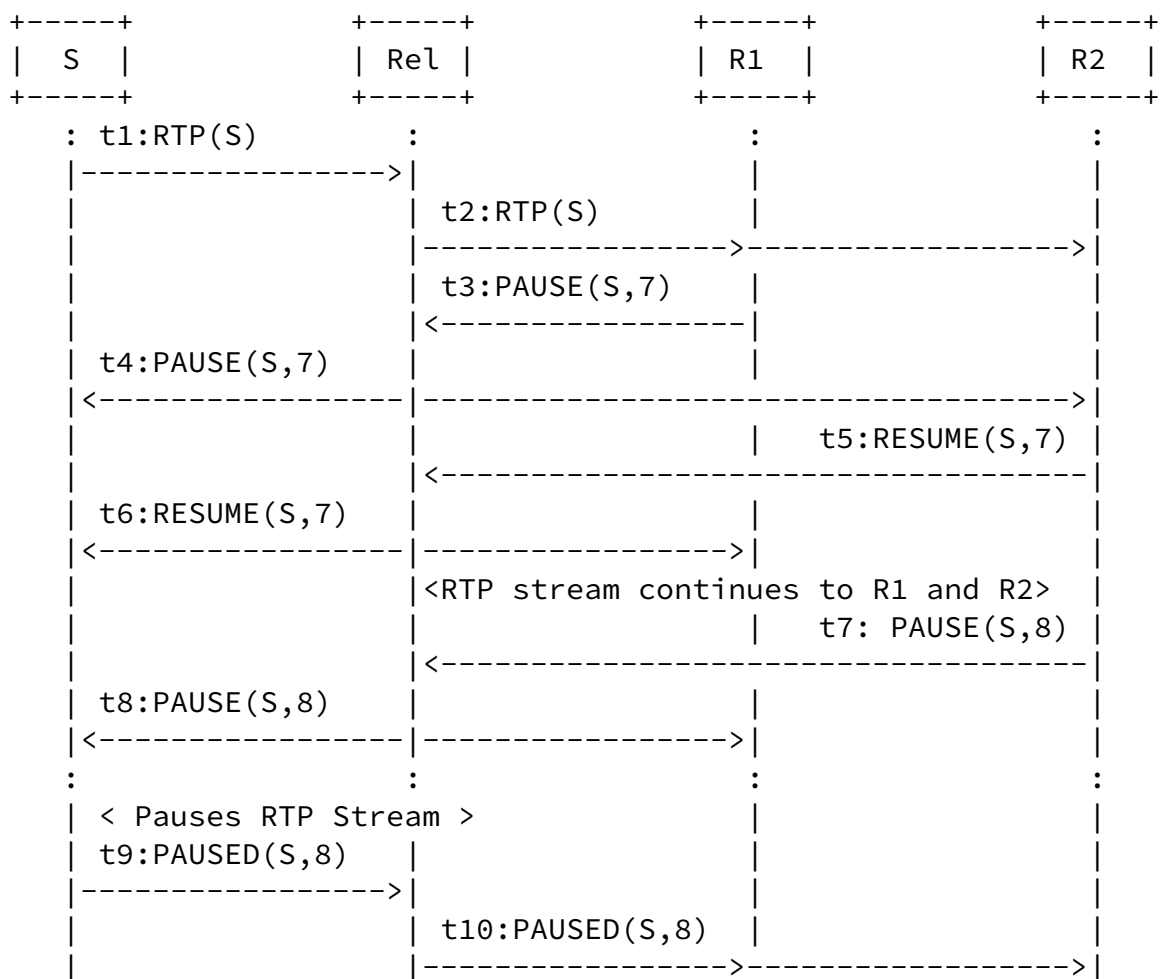 S Rel R1 R2
t1:RTP(S)
t2:RTP(S)
t3:PAUSE(S,7)
t4:PAUSE(S,7)
t5:RESUME(S,7)
t6:RESUME(S,7)
<RTP stream continues to R1 and R2>
t7: PAUSE(S,8)
t8:PAUSE(S,8)
< Pauses RTP Stream >
t9:PAUSED(S,8)
t10:PAUSED(S,8)